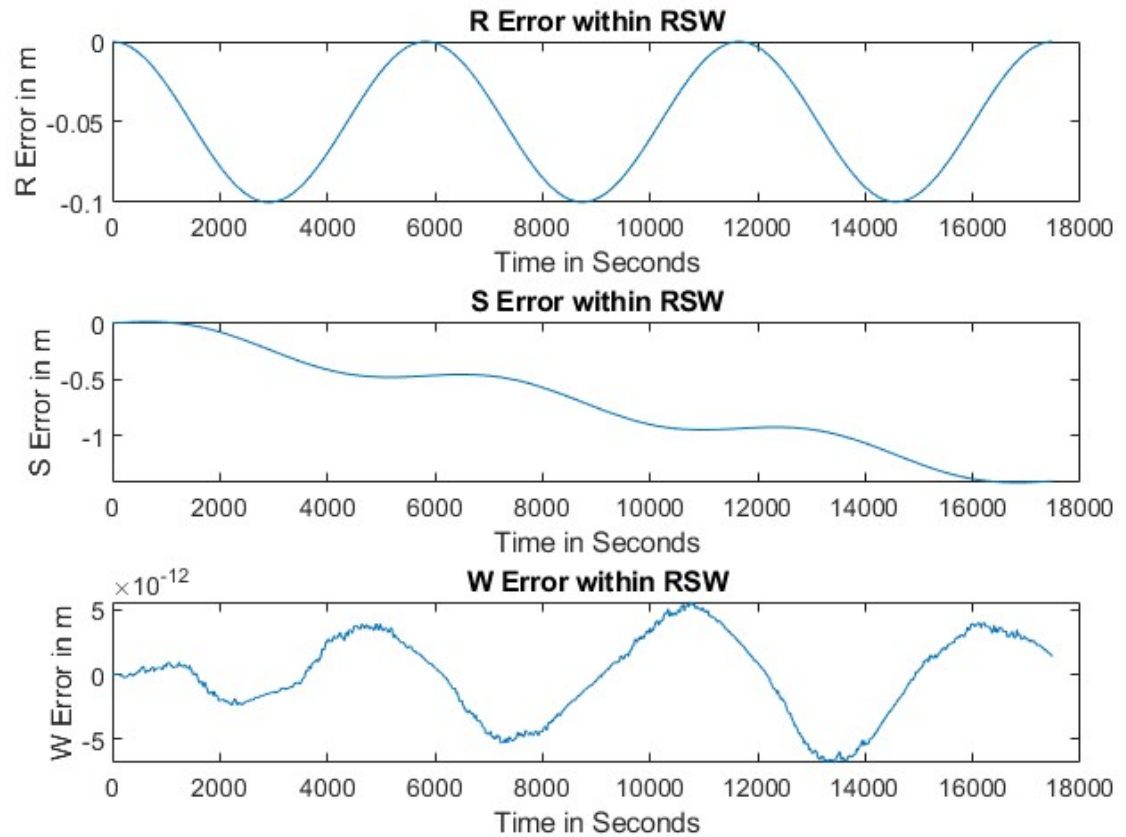 R Error within RSW
0
-0.05
-0.1
R Error in m
0 2000 4000 6000 8000 10000 12000 14000 16000 18000
Time in Seconds
S Error within RSW
0
-0.5
-1
S Error in m
0 2000 4000 6000 8000 10000 12000 14000 16000 18000
Time in Seconds
W Error within RSW
×10-12
5
0
-5
W Error in m
0 2000 4000 6000 8000 10000 12000 14000 16000 18000
Time in Seconds